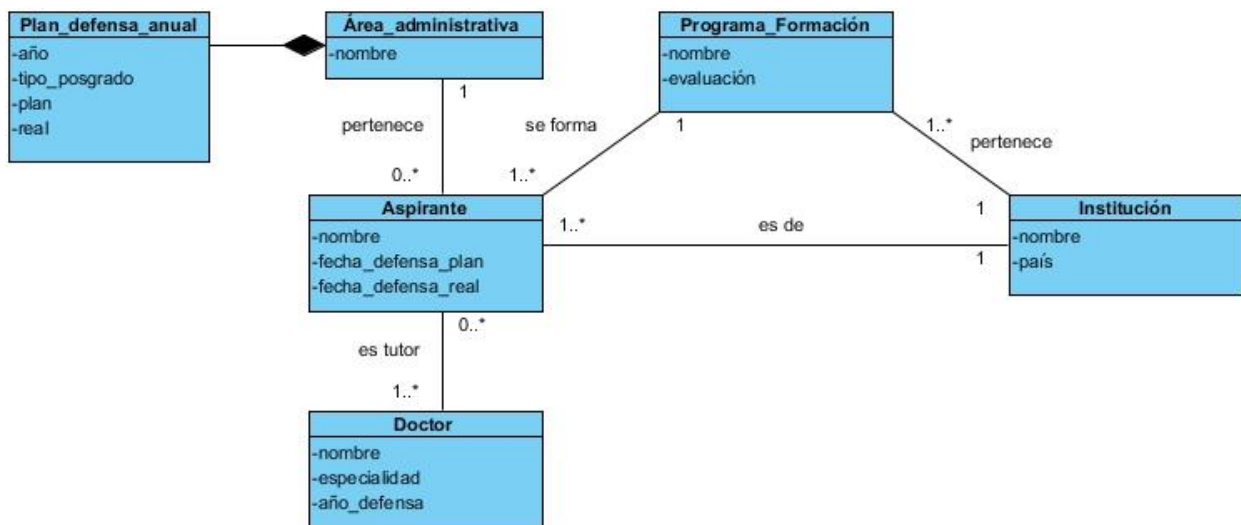 Plan_defensa_anual
-año
-tipo_posgrado
-plan
-real
Área_administrativa
-nombre
Programa_Formación
-nombre
-evaluación
1
pertenece
0..*
se forma
1
1..*
1..*
pertenece
1
Aspirante
-nombre
-fecha_defensa_plan
-fecha_defensa_real
1..*
es de
1
Institución
-nombre
-país
0..*
es tutor
1..*
Doctor
-nombre
-especialidad
-año_defensa